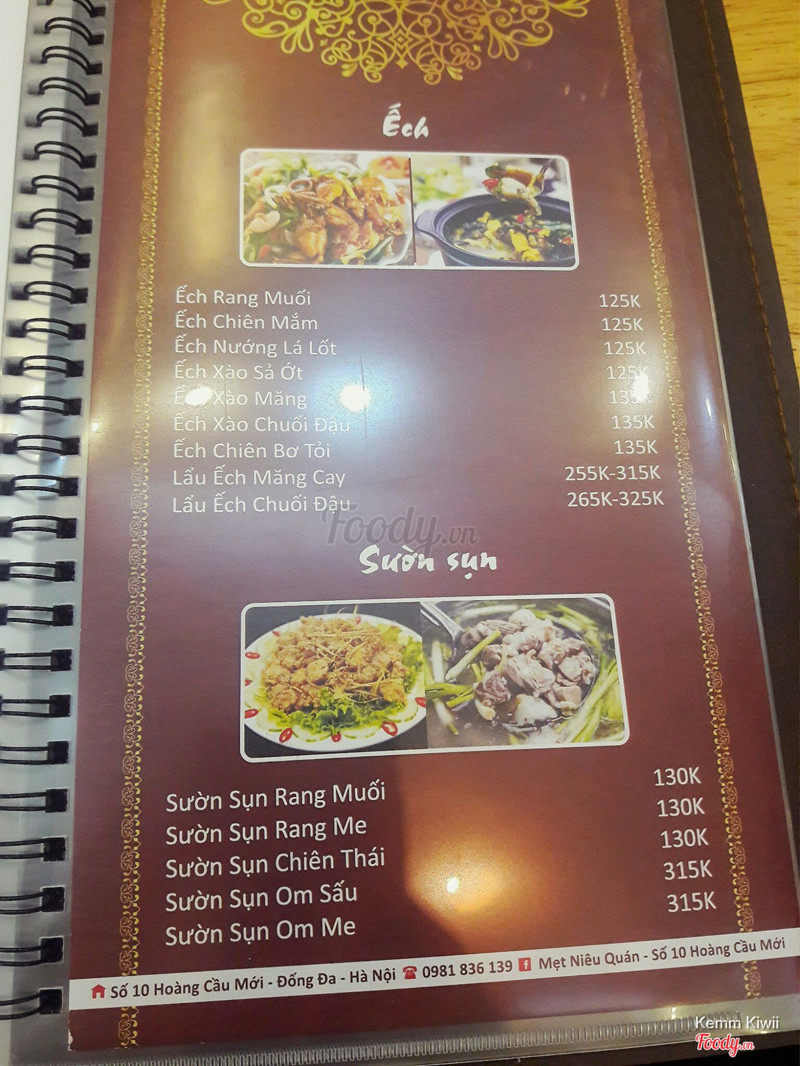 Ếch
Ếch Rang Muối 125K
Ếch Chiên Mắm 125K
Ếch Nướng Lá Lốt 125K
Ếch Xào Sả Ớt 125K
Ếch Xào Măng 135K
Ếch Xào Chuối Đậu 135K
Ếch Chiên Bơ Tỏi 135K
Lẩu Ếch Măng Cay 255K-315K
Lẩu Ếch Chuối Đậu 265K-325K
Foody.vn
Sườn sụn
Sườn Sụn Rang Muối 130K
Sườn Sụn Rang Me 130K
Sườn Sụn Chiên Thái 130K
Sườn Sụn Om Sấu 315K
Sườn Sụn Om Me 315K
Số 10 Hoàng Cầu Mới - Đống Đa - Hà Nội 0981 836 139 Mẹt Niêu Quán - Số 10 Hoàng Cầu Mới
Kemm Kiwii
Foody.vn